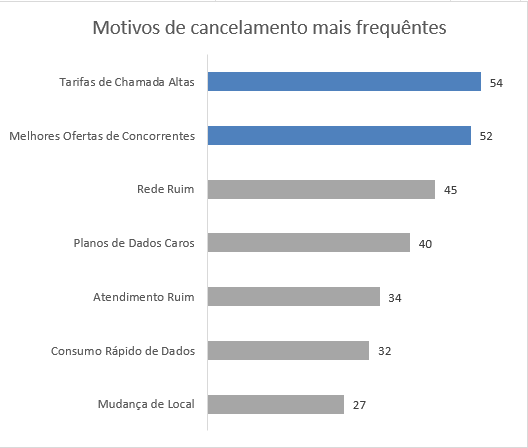 Motivos de cancelamento mais frequêntes
Tarifas de Chamada Altas 54
Melhores Ofertas de Concorrentes 52
Rede Ruim 45
Planos de Dados Caros 40
Atendimento Ruim 34
Consumo Rápido de Dados 32
Mudança de Local 27